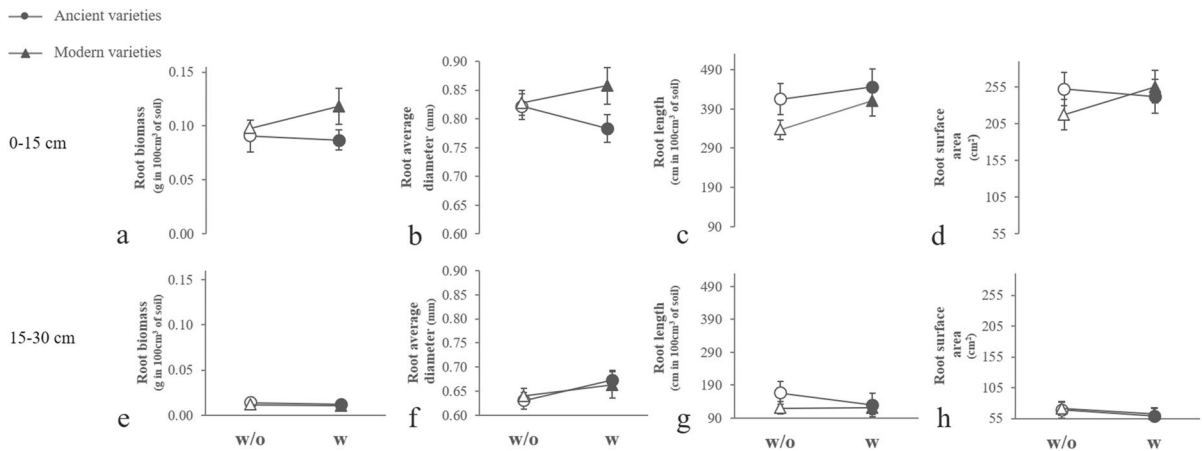 Ancient varieties
Modern varieties
0-15 cm
Root biomass
(g in 100cm³ of soil)
0.15
0.10
0.05
0.00
a
Root average
diameter (mm)
0.90
0.85
0.80
0.75
0.70
0.65
0.60
b
Root length
(cm in 100cm³ of soil)
490
390
290
190
90
c
Root surface
area
(cm²)
255
205
155
105
55
d
15-30 cm
Root biomass
(g in 100cm³ of soil)
0.15
0.10
0.05
0.00
e
w/o
w
Root average
diameter (mm)
0.90
0.85
0.80
0.75
0.70
0.65
0.60
f
w/o
w
Root length
(cm in 100cm³ of soil)
490
390
290
190
90
g
w/o
w
Root surface
area
(cm²)
255
205
155
105
55
h
w/o
w